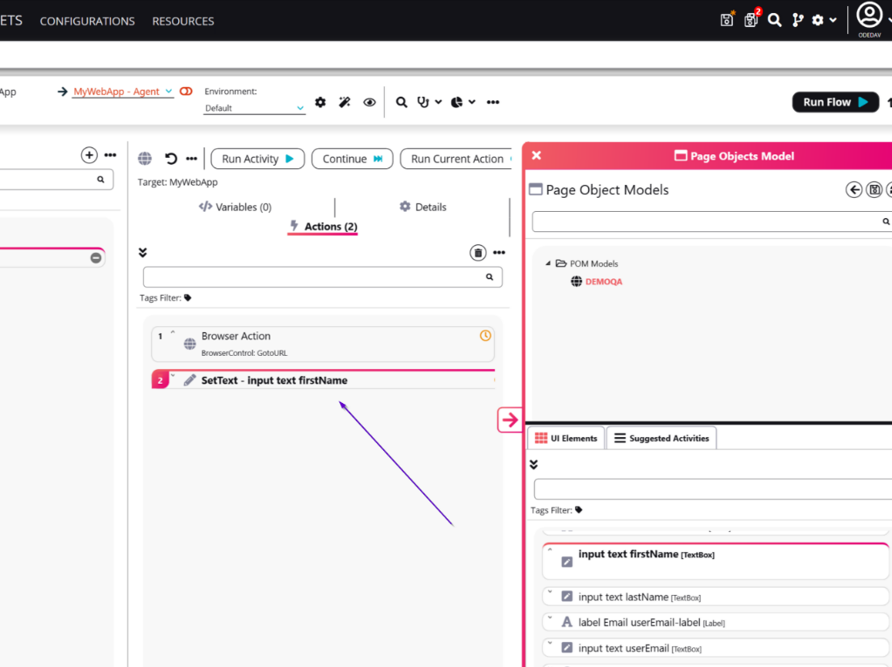 ETS CONFIGURATIONS RESOURCES 2
ODEDAV
App MyWebApp - Agent Environment:
Default
Run Flow
Run Activity Continue Run Current Action
Target: MyWebApp
Variables (0) Details
Actions (2)
Tags Filter:
1 Browser Action
BrowserControl: GotoURL
2 SetText - input text firstName
Page Objects Model
Page Object Models
POM Models
DEMOQA
UI Elements Suggested Activities
Tags Filter:
input text firstName [TextBox]
input text lastName [TextBox]
label Email userEmail-label [Label]
input text userEmail [TextBox]